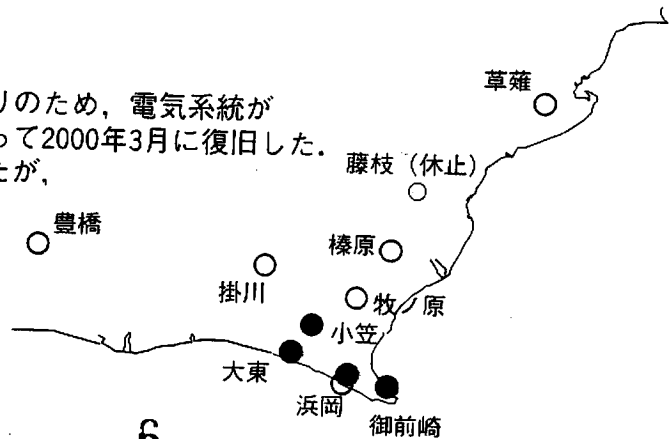 りのため，電気系統が
って2000年3月に復旧した．
たが，
草薙
藤枝（休止）
豊橋
榛原
掛川
牧ノ原
小笠
大東
浜岡
御前崎